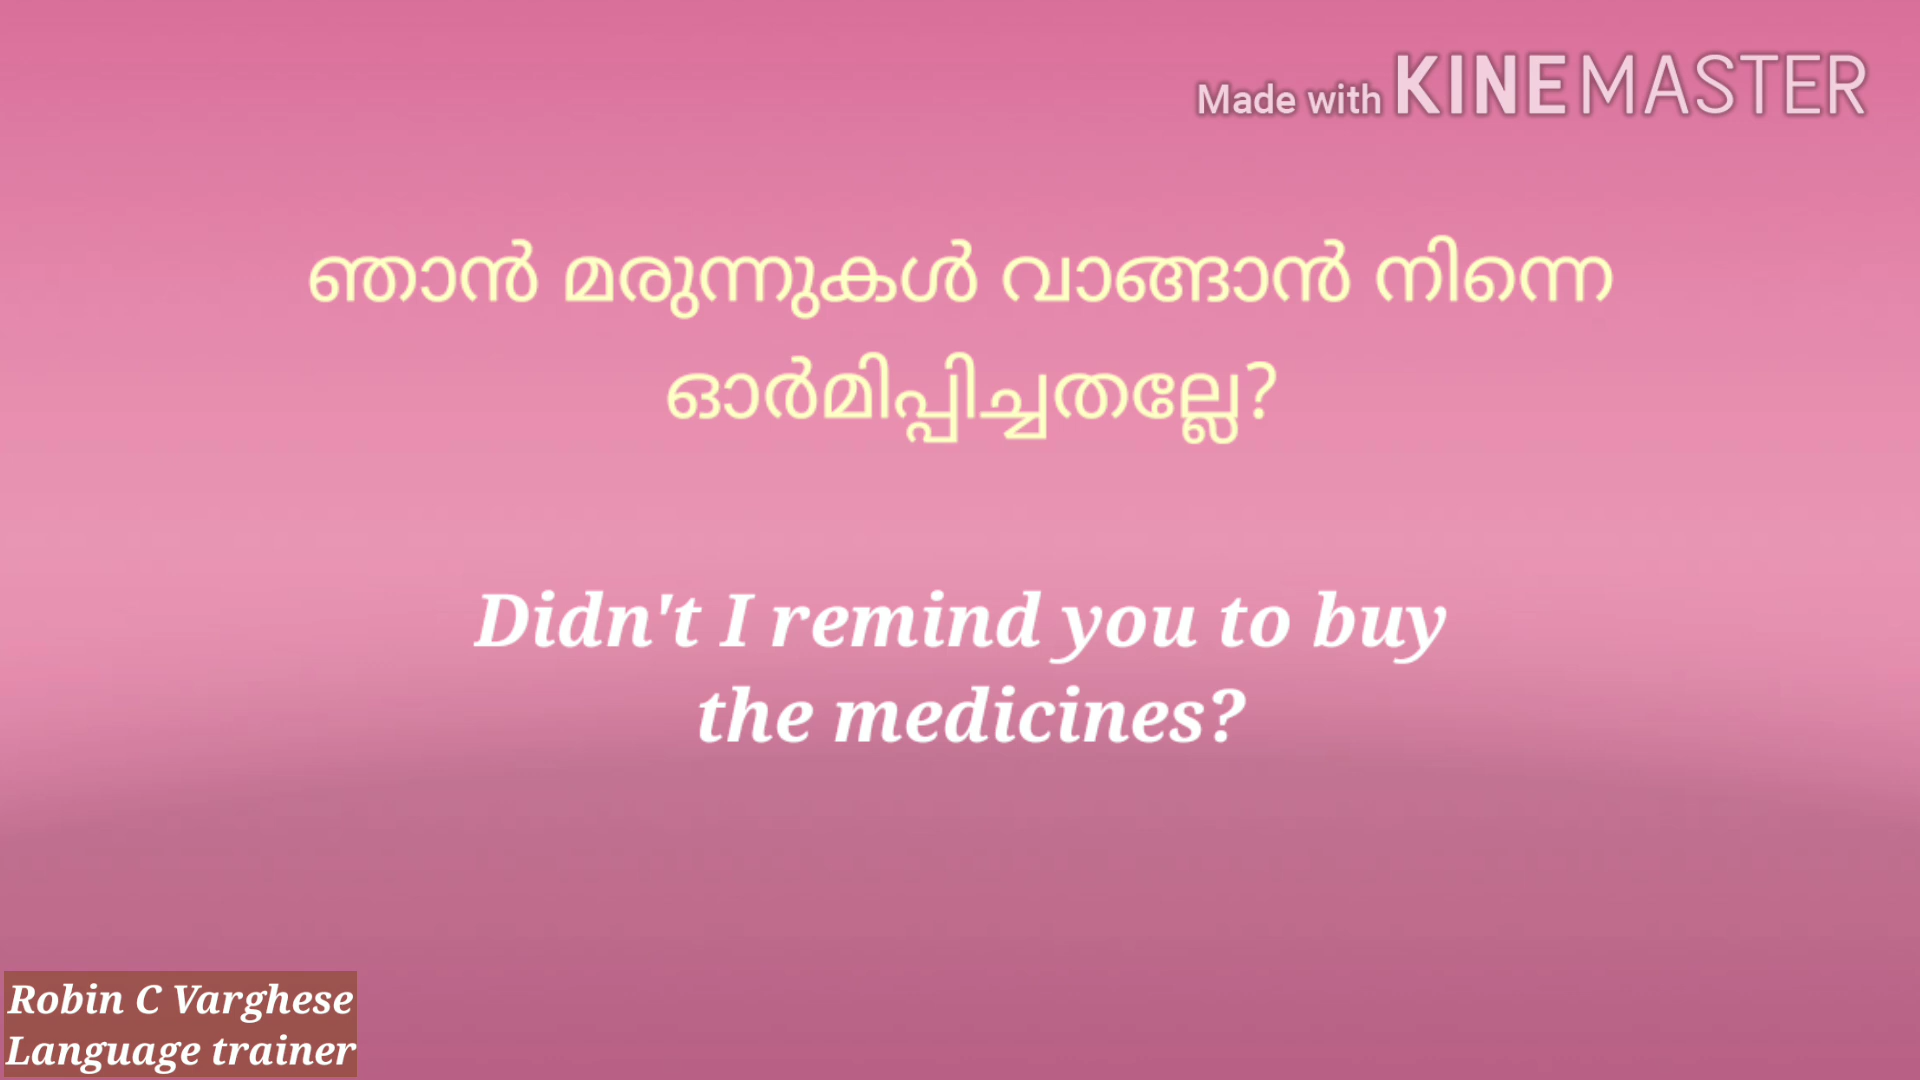 Made with KINEMASTER
ഞാൻ മരുന്നുകൾ വാങ്ങാൻ നിന്നെ
ഓർമിപ്പിച്ചതല്ലേ?
Didn't I remind you to buy
the medicines?
Robin C Varghese
Language trainer